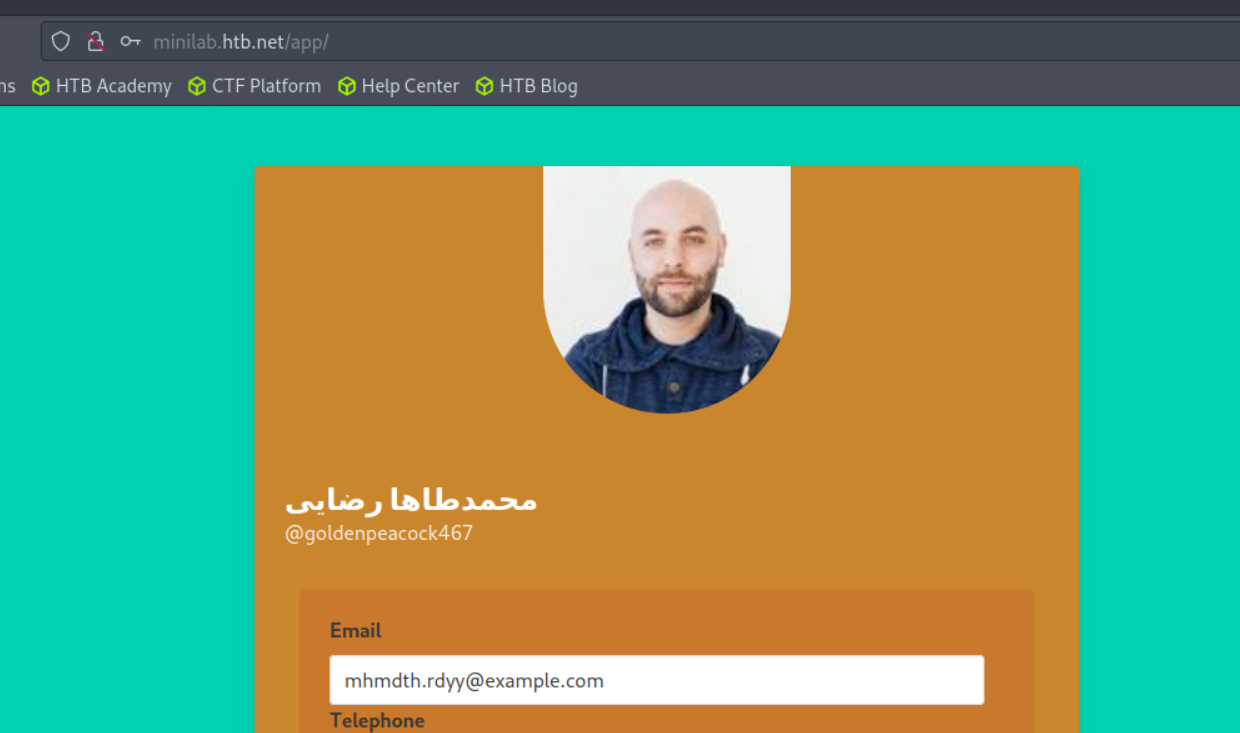 minilab.htb.net/app/
ns HTB Academy CTF Platform Help Center HTB Blog
محمدطاها رضایی
@goldenpeacock467
Email
mhmdth.rdyy@example.com
Telephone